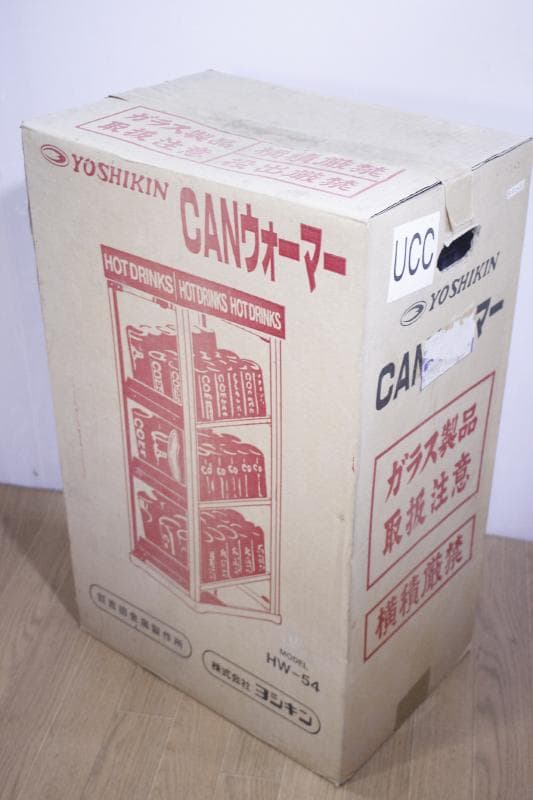 ガラス製品
取扱注意
横積厳禁
YOSHIKIN
CANウォーマー
HOT DRINKS
HOT DRINKS
HOT DRINKS
MODEL
HW-54
株式会社 ヨシキン
UCC
YOSHIKIN
CAN
マー
ガラス製品
取扱注意
横積厳禁